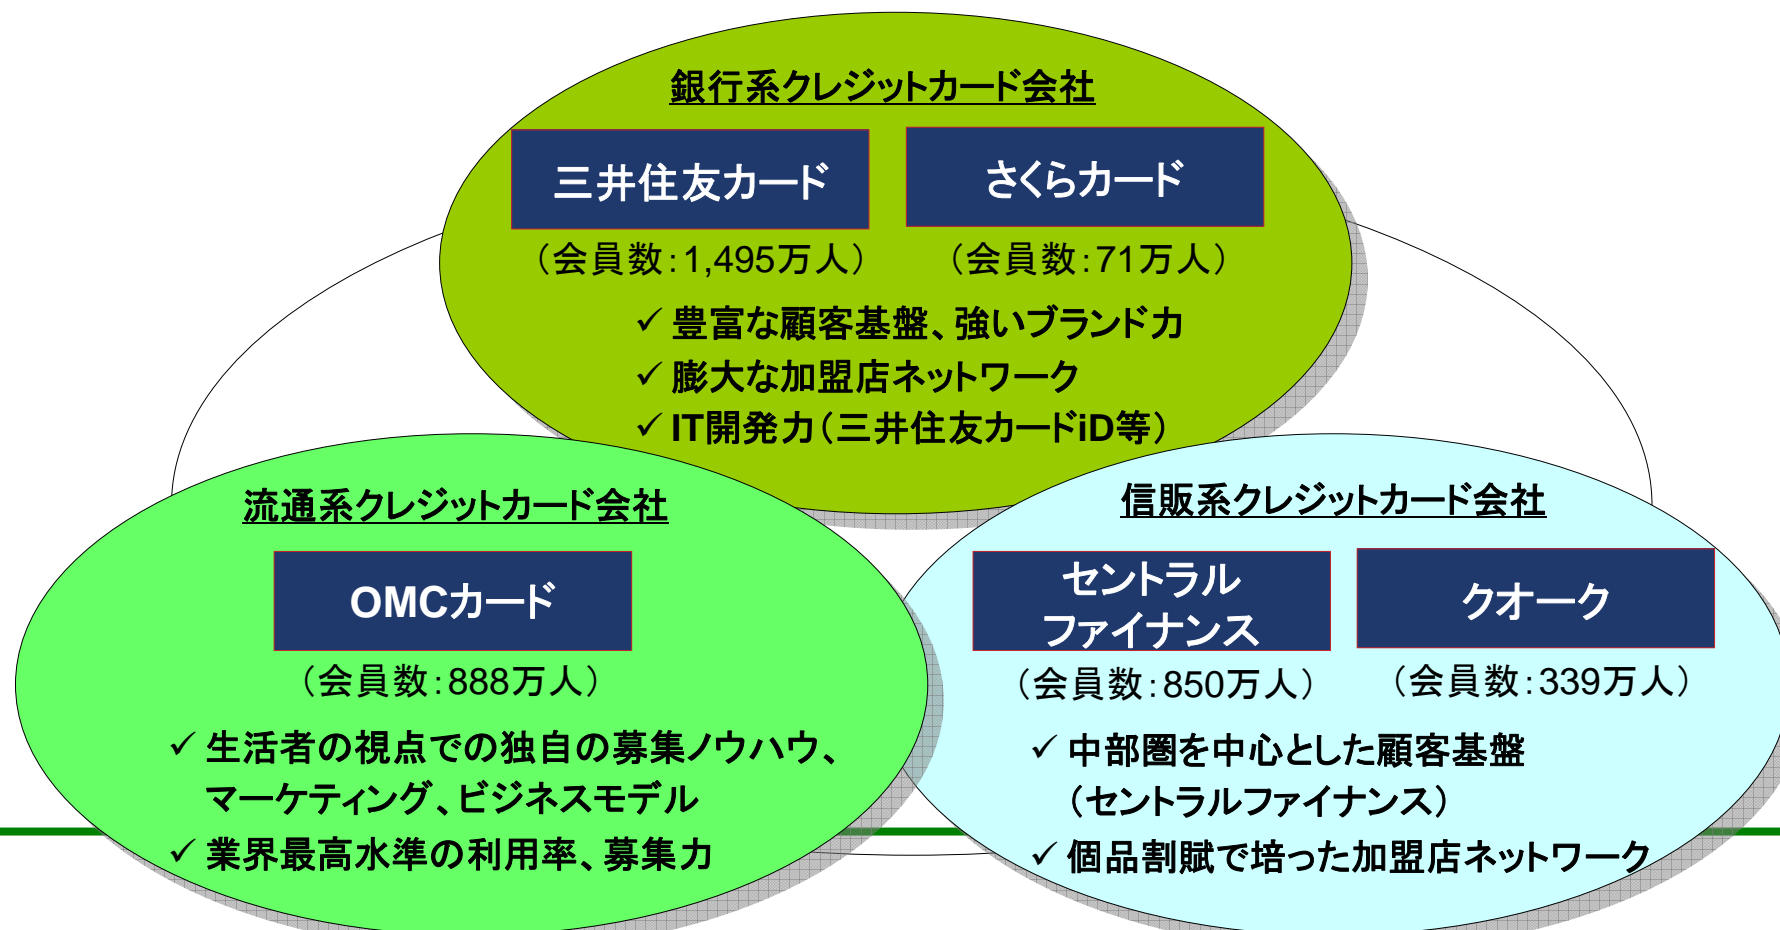 銀行系クレジットカード会社
三井住友カード
さくらカード
（会員数：1,495万人）
（会員数：71万人）
✓ 豊富な顧客基盤、強いブランド力
✓ 膨大な加盟店ネットワーク
✓ IT開発力（三井住友カードiD等）
流通系クレジットカード会社
OMCカード
（会員数：888万人）
✓ 生活者の視点での独自の募集ノウハウ、
マーケティング、ビジネスモデル
✓ 業界最高水準の利用率、募集力
信販系クレジットカード会社
セントラル
ファイナンス
クオーク
（会員数：850万人）
（会員数：339万人）
✓ 中部圏を中心とした顧客基盤
（セントラルファイナンス）
✓ 個品割賦で培った加盟店ネットワーク